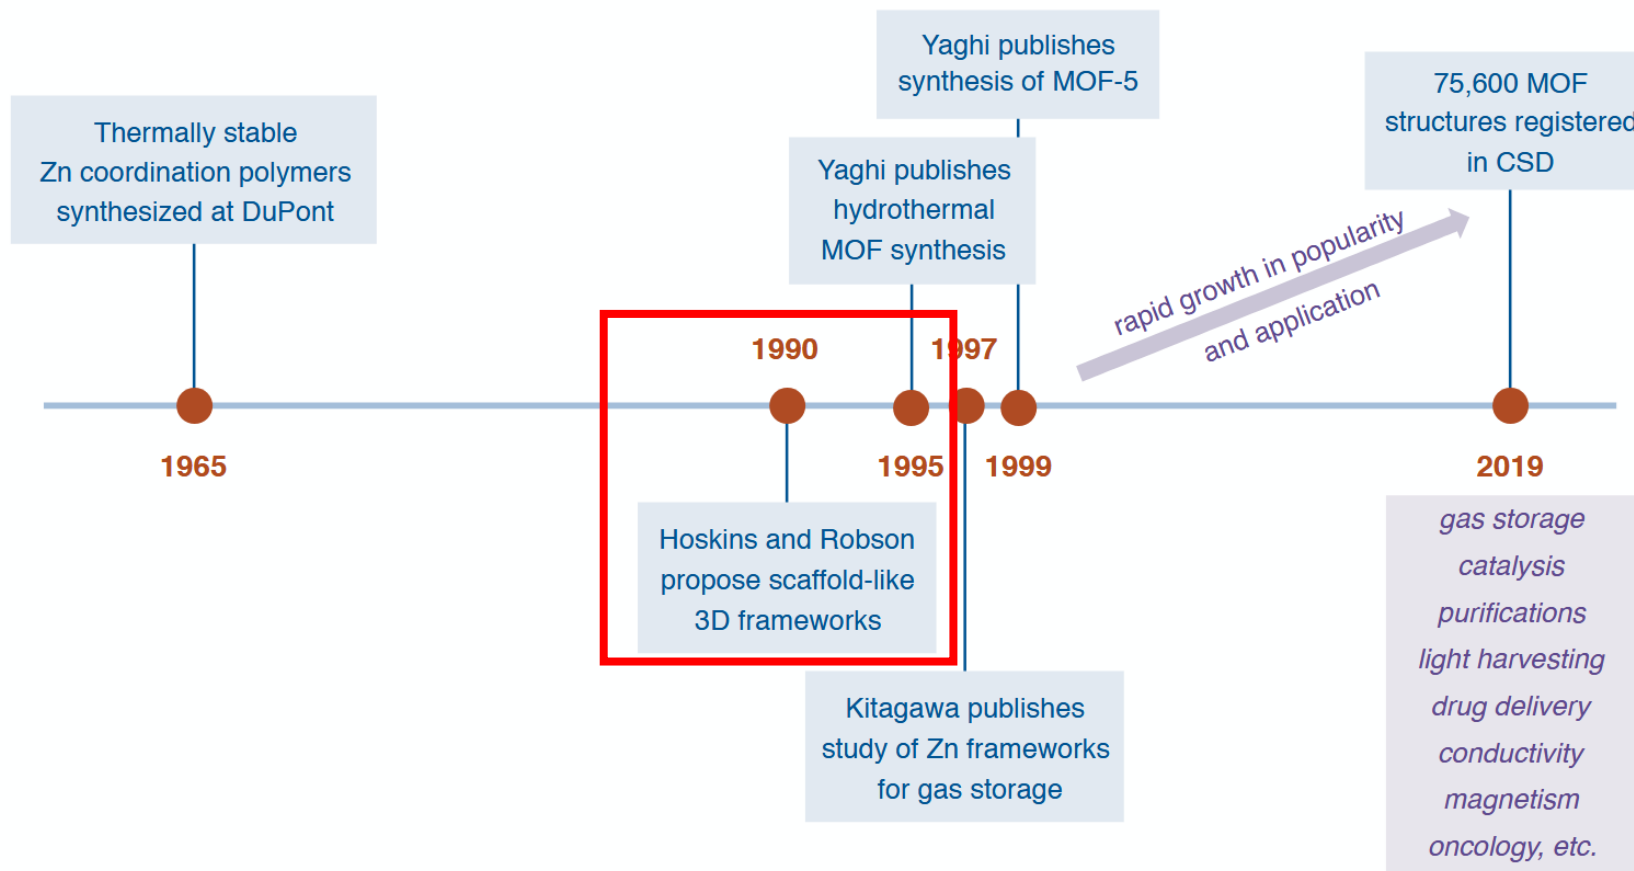 Yaghi publishes
synthesis of MOF-5
75,600 MOF
structures registered
in CSD
Thermally stable
Zn coordination polymers
synthesized at DuPont
Yaghi publishes
hydrothermal
MOF synthesis
rapid growth in popularity
and application
1990
1997
1965
1995
1999
2019
Hoskins and Robson
propose scaffold-like
3D frameworks
Kitagawa publishes
study of Zn frameworks
for gas storage
gas storage
catalysis
purifications
light harvesting
drug delivery
conductivity
magnetism
oncology, etc.